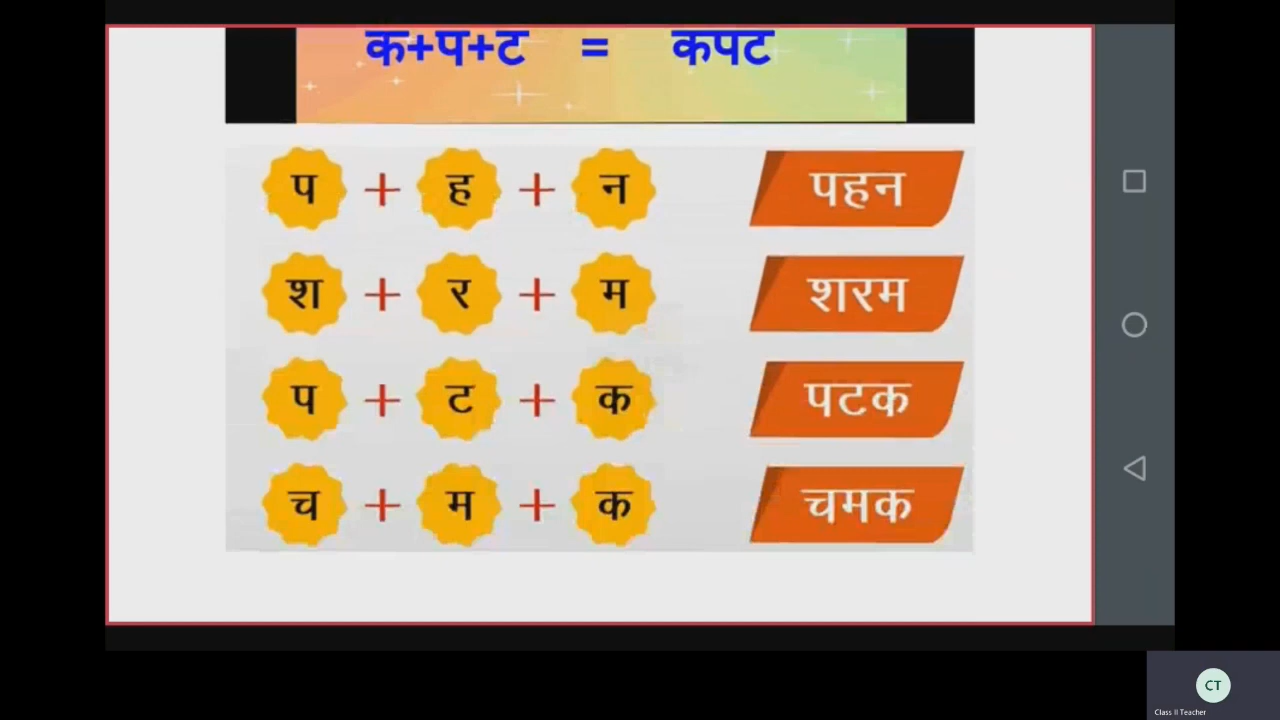 क+प+ट = कपट
प + ह + न पहन
श + र + म शरम
प + ट + क पटक
च + म + क चमक
CT
Class II Teacher